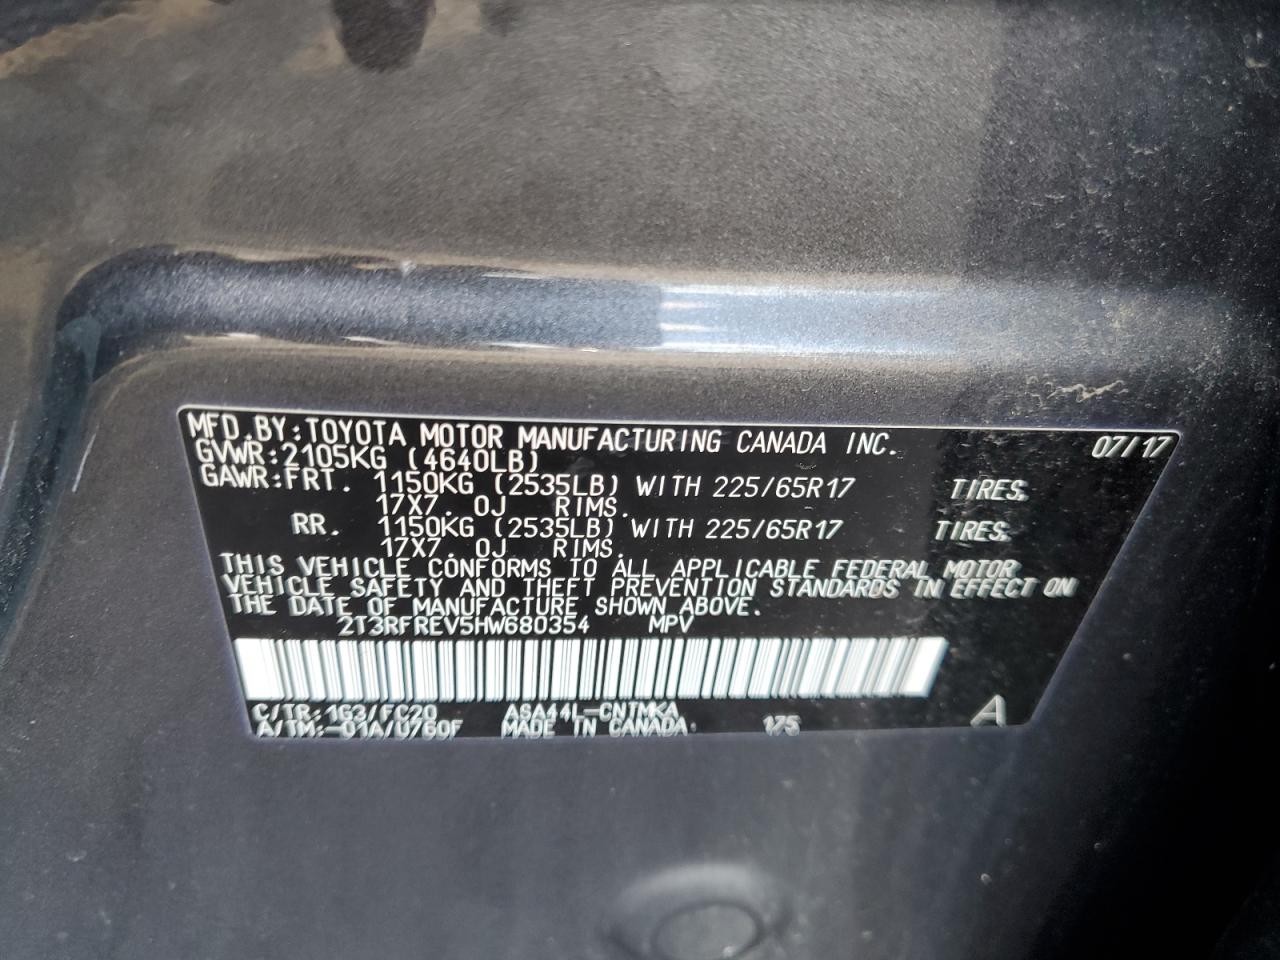 MFD.BY:TOYOTA MOTOR MANUFACTURING CANADA INC. 07/17
GVWR:2105KG (4640LB)
GAWR:FRT. 1150KG (2535LB) WITH 225/65R17 TIRES.
17X7.0J RIMS.
RR. 1150KG (2535LB) WITH 225/65R17 TIRES.
17X7.0J RIMS.
THIS VEHICLE CONFORMS TO ALL APPLICABLE FEDERAL MOTOR
VEHICLE SAFETY AND THEFT PREVENTION STANDARDS IN EFFECT ON
THE DATE OF MANUFACTURE SHOWN ABOVE.
2T3RFREV5HW680354 MPV
C/TR:1G3/FC20 ASA44L-CNTMKA A
A/TM:-01A/U760F MADE IN CANADA. 175